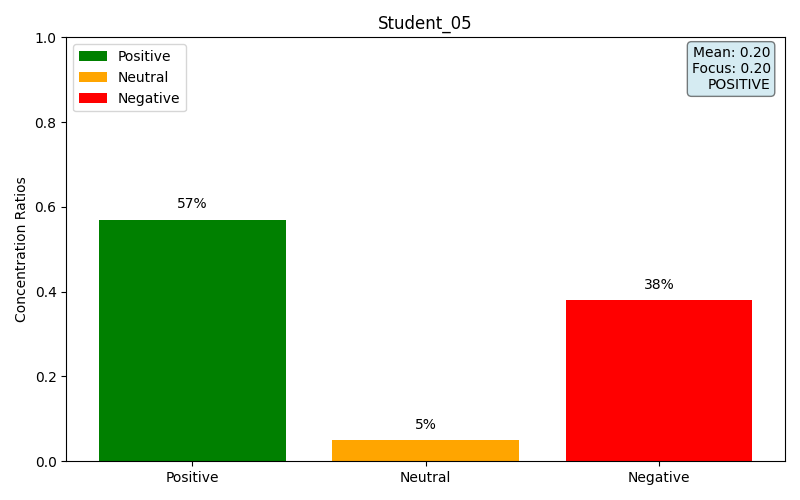 Student_05
Concentration Ratios
1.0
0.8
0.6
0.4
0.2
0.0
Positive
Neutral
Negative
Mean: 0.20
Focus: 0.20
POSITIVE
57%
5%
38%
Positive
Neutral
Negative